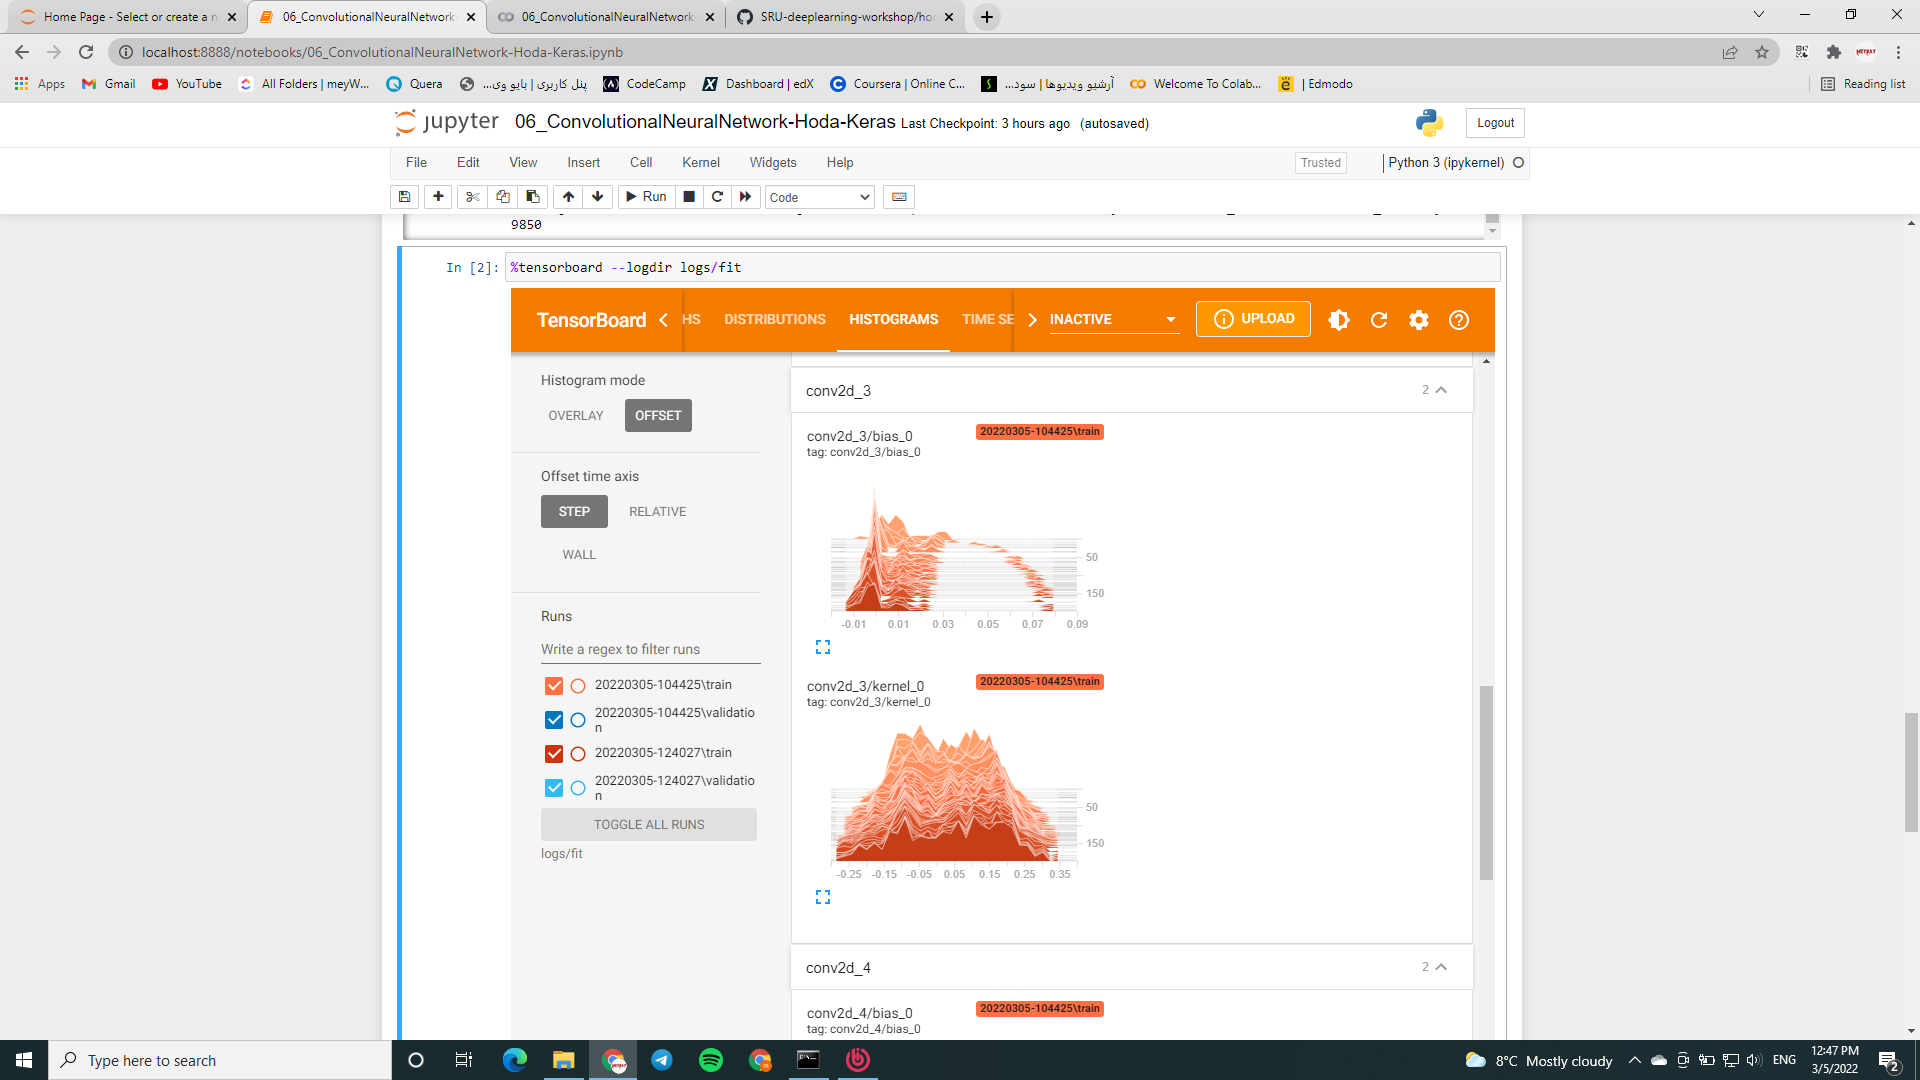 Home Page - Select or create a n
06_ConvolutionalNeuralNetwork-
06_ConvolutionalNeuralNetwork-
SRU-deeplearning-workshop/ho
localhost:8888/notebooks/06_ConvolutionalNeuralNetwork-Hoda-Keras.ipynb
Apps
Gmail
YouTube
All Folders | meyW...
Quera
پنل کاربری | بایو وی...
CodeCamp
Dashboard | edX
Coursera | Online C...
آرشیو ویدیوها | سود...
Welcome To Colab...
| Edmodo
Reading list
jupyter
06_ConvolutionalNeuralNetwork-Hoda-Keras Last Checkpoint: 3 hours ago (autosaved)
Logout
File Edit View Insert Cell Kernel Widgets Help
Trusted
Python 3 (ipykernel)
Run
Code
9850
In [2]:
%tensorboard --logdir logs/fit
TensorBoard
HS
DISTRIBUTIONS
HISTOGRAMS
TIME SE
INACTIVE
UPLOAD
Histogram mode
OVERLAY
OFFSET
Offset time axis
STEP
RELATIVE
WALL
Runs
Write a regex to filter runs
20220305-104425\train
20220305-104425\validatio
n
20220305-124027\train
20220305-124027\validatio
n
TOGGLE ALL RUNS
logs/fit
conv2d_3
2
conv2d_3/bias_0
20220305-104425\train
tag: conv2d_3/bias_0
50
150
-0.01 0.01 0.03 0.05 0.07 0.09
conv2d_3/kernel_0
20220305-104425\train
tag: conv2d_3/kernel_0
50
150
-0.25 -0.15 -0.05 0.05 0.15 0.25 0.35
conv2d_4
2
conv2d_4/bias_0
20220305-104425\train
tag: conv2d_4/bias_0
Type here to search
8°C Mostly cloudy
ENG
12:47 PM
3/5/2022
2